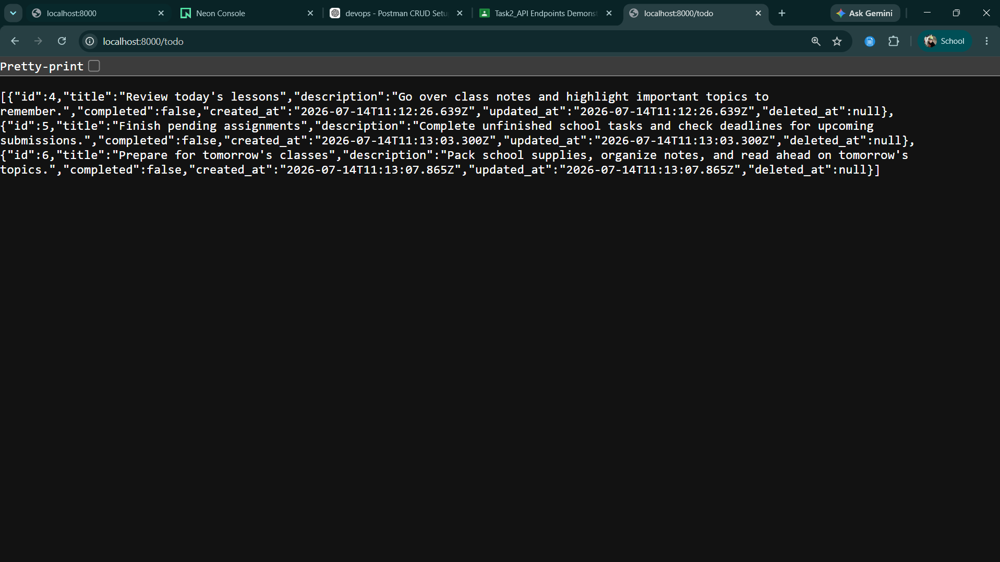 localhost:8000
Neon Console
devops - Postman CRUD Setu
Task2_API Endpoints Demonst
localhost:8000/todo
Ask Gemini
localhost:8000/todo
School
Pretty-print
[{"id":4,"title":"Review today's lessons","description":"Go over class notes and highlight important topics to
remember.","completed":false,"created_at":"2026-07-14T11:12:26.639Z","updated_at":"2026-07-14T11:12:26.639Z","deleted_at":null},
{"id":5,"title":"Finish pending assignments","description":"Complete unfinished school tasks and check deadlines for upcoming
submissions.","completed":false,"created_at":"2026-07-14T11:13:03.300Z","updated_at":"2026-07-14T11:13:03.300Z","deleted_at":null},
{"id":6,"title":"Prepare for tomorrow's classes","description":"Pack school supplies, organize notes, and read ahead on tomorrow's
topics.","completed":false,"created_at":"2026-07-14T11:13:07.865Z","updated_at":"2026-07-14T11:13:07.865Z","deleted_at":null}]